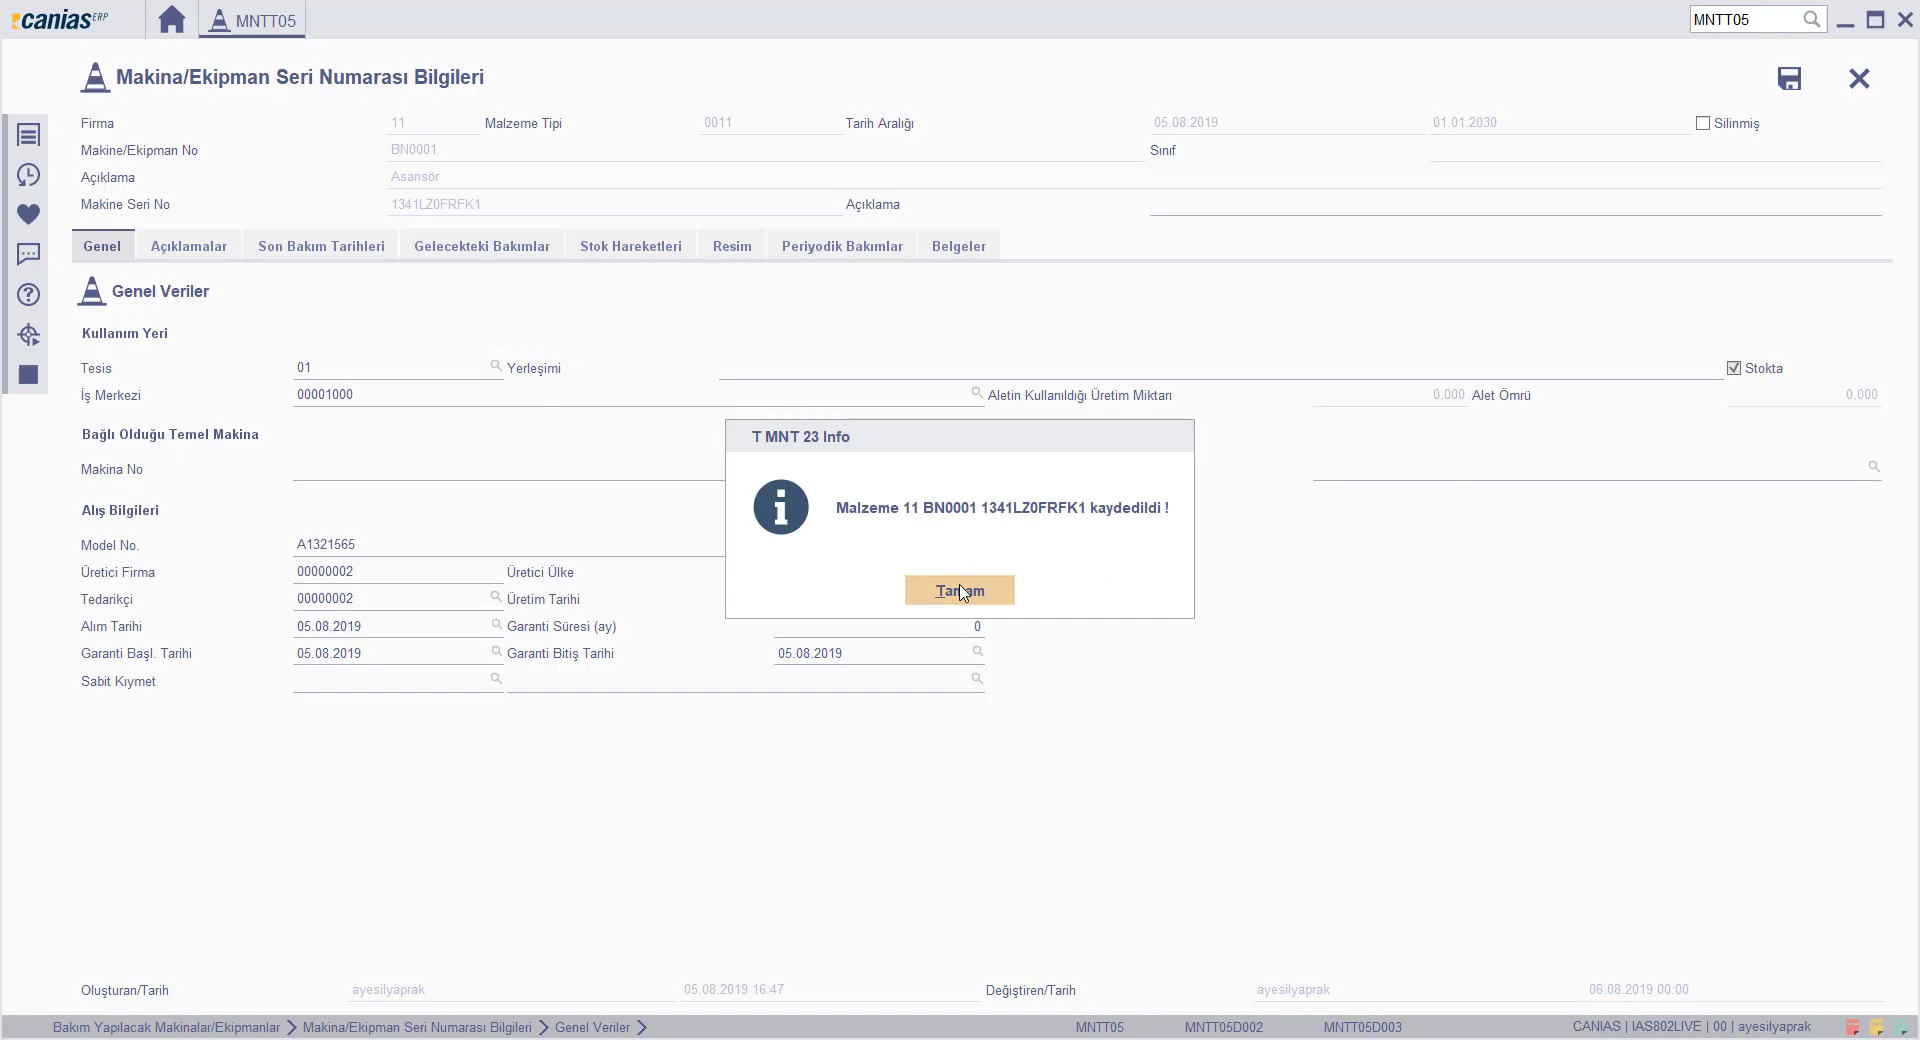 canias ERP
MNTT05
MNTT05
Makina/Ekipman Seri Numarası Bilgileri
Firma 11 Malzeme Tipi 0011 Tarih Aralığı 05.08.2019 01.01.2030 Silinmiş
Makine/Ekipman No BN0001 Sınıf
Açıklama Asansör
Makine Seri No 1341LZ0FRFK1 Açıklama
Genel Açıklamalar Son Bakım Tarihleri Gelecekteki Bakımlar Stok Hareketleri Resim Periyodik Bakımlar Belgeler
Genel Veriler
Kullanım Yeri
Tesis 01 Yerleşimi Stokta
İş Merkezi 00001000 Aletin Kullanıldığı Üretim Miktarı 0,000 Alet Ömrü 0,000
Bağlı Olduğu Temel Makina
Makina No
Alış Bilgileri
Model No. A1321565
Üretici Firma 00000002 Üretici Ülke
Tedarikçi 00000002 Üretim Tarihi
Alım Tarihi 05.08.2019 Garanti Süresi (ay) 0
Garanti Başl. Tarihi 05.08.2019 Garanti Bitiş Tarihi 05.08.2019
Sabit Kıymet
T MNT 23 Info
Malzeme 11 BN0001 1341LZ0FRFK1 kaydedildi !
Tamam
Oluşturan/Tarih ayesilyaprak 05.08.2019 16:47 Değiştiren/Tarih ayesilyaprak 06.08.2019 00:00
Bakım Yapılacak Makinalar/Ekipmanlar Makina/Ekipman Seri Numarası Bilgileri Genel Veriler MNTT05 MNTT05D002 MNTT05D003 CANIAS | IAS802LIVE | 00 | ayesilyaprak